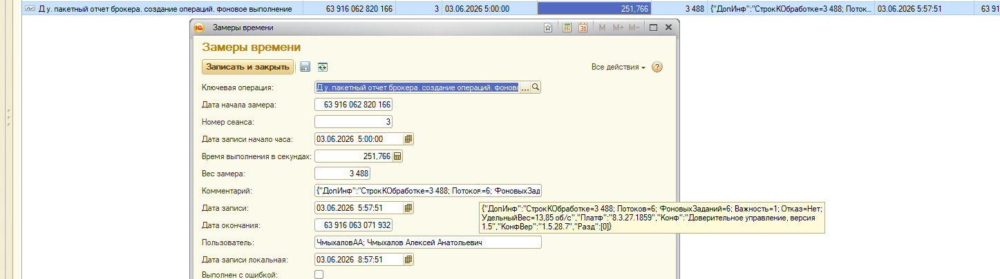 Д у. пакетный отчет брокера. создание операций. фоновое выполнение 63 916 062 820 166 3 03.06.2026 5:00:00 251,766 3 488 {"ДопИнф":"СтрокКОбработке=3 488; Поток... 03.06.2026 5:57:51 63 91
1С Замеры времени M M+ M-
Замеры времени
Записать и закрыть Все действия ?
Ключевая операция: Д у. пакетный отчет брокера. создание операций. фонов ...
Дата начала замера: 63 916 062 820 166
Номер сеанса: 3
Дата записи начало часа: 03.06.2026 5:00:00
Время выполнения в секундах: 251,766
Вес замера: 3 488
Комментарий: {"ДопИнф":"СтрокКОбработке=3 488; Потоков=6; ФоновыхЗад
Дата записи: 03.06.2026 5:57:51
{"ДопИнф":"СтрокКОбработке=3 488; Потоков=6; ФоновыхЗаданий=6; Важность=1; Отказ=Нет;
УдельныйВес=13,85 об/с","Платф":"8.3.27.1859","Конф":"Доверительное управление, версия
1.5","КонфВер":"1.5.28.7","Разд":[0]}
Дата окончания: 63 916 063 071 932
Пользователь: ЧмыхаловАА; Чмыхалов Алексей Анатольевич
Дата записи локальная: 03.06.2026 8:57:51
Выполнен с ошибкой: